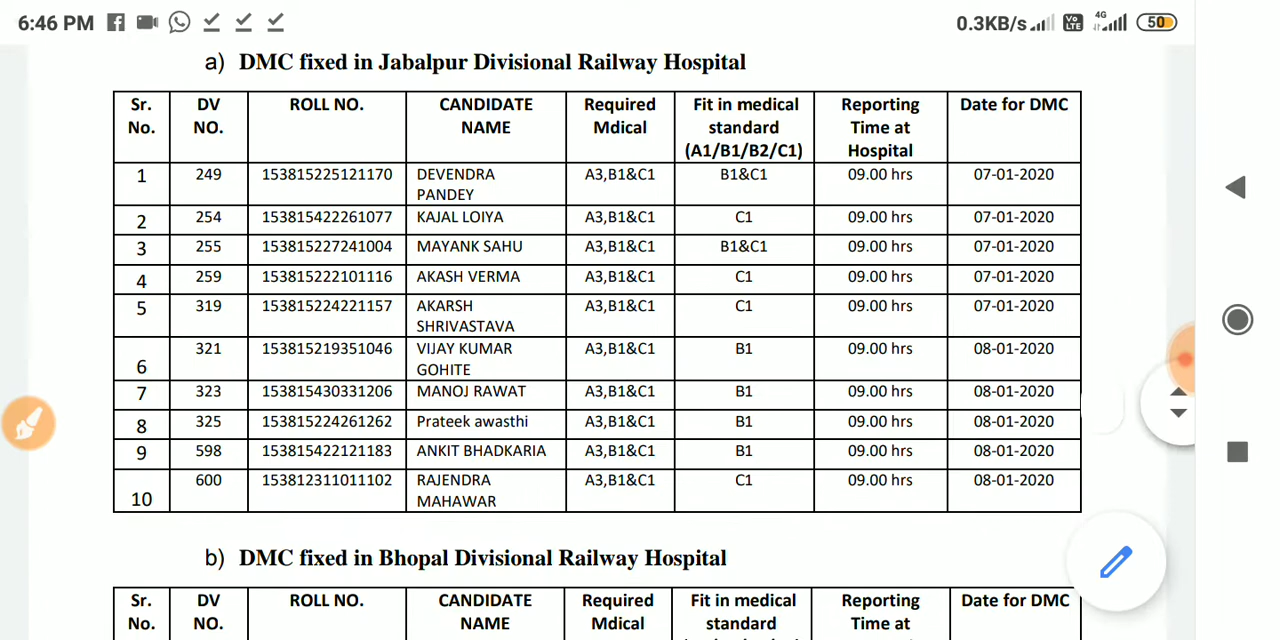 6:46 PM
0.3KB/s
Vo LTE
4G
50
a) DMC fixed in Jabalpur Divisional Railway Hospital
Sr. No. DV NO. ROLL NO. CANDIDATE NAME Required Mdical Fit in medical standard (A1/B1/B2/C1) Reporting Time at Hospital Date for DMC
1 249 153815225121170 DEVENDRA PANDEY A3,B1&C1 B1&C1 09.00 hrs 07-01-2020
2 254 153815422261077 KAJAL LOIYA A3,B1&C1 C1 09.00 hrs 07-01-2020
3 255 153815227241004 MAYANK SAHU A3,B1&C1 B1&C1 09.00 hrs 07-01-2020
4 259 153815222101116 AKASH VERMA A3,B1&C1 C1 09.00 hrs 07-01-2020
5 319 153815224221157 AKARSH SHRIVASTAVA A3,B1&C1 C1 09.00 hrs 07-01-2020
6 321 153815219351046 VIJAY KUMAR GOHITE A3,B1&C1 B1 09.00 hrs 08-01-2020
7 323 153815430331206 MANOJ RAWAT A3,B1&C1 B1 09.00 hrs 08-01-2020
8 325 153815224261262 Prateek awasthi A3,B1&C1 B1 09.00 hrs 08-01-2020
9 598 153815422121183 ANKIT BHADKARIA A3,B1&C1 B1 09.00 hrs 08-01-2020
10 600 153812311011102 RAJENDRA MAHAWAR A3,B1&C1 C1 09.00 hrs 08-01-2020
b) DMC fixed in Bhopal Divisional Railway Hospital
Sr. No. DV NO. ROLL NO. CANDIDATE NAME Required Mdical Fit in medical standard Reporting Time at Date for DMC